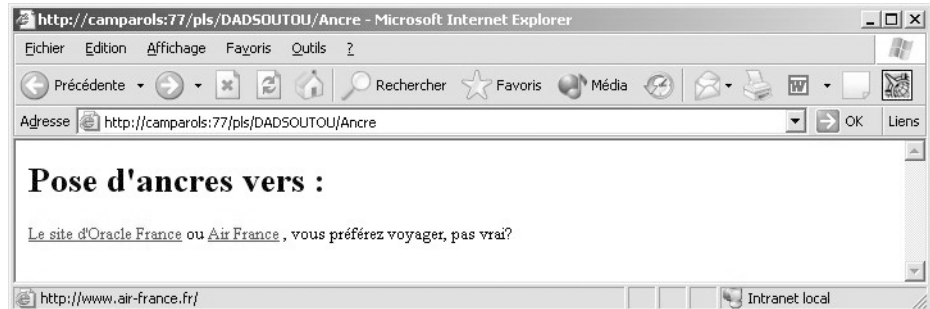 http://camparols:77/pls/DADSOUTOU/Ancre - Microsoft Internet Explorer
Fichier Edition Affichage Favoris Outils ?
Précédente Rechercher Favoris Média
Adresse http://camparols:77/pls/DADSOUTOU/Ancre OK Liens
Pose d'ancres vers :
Le site d'Oracle France ou Air France , vous préférez voyager, pas vrai?
http://www.air-france.fr/ Intranet local